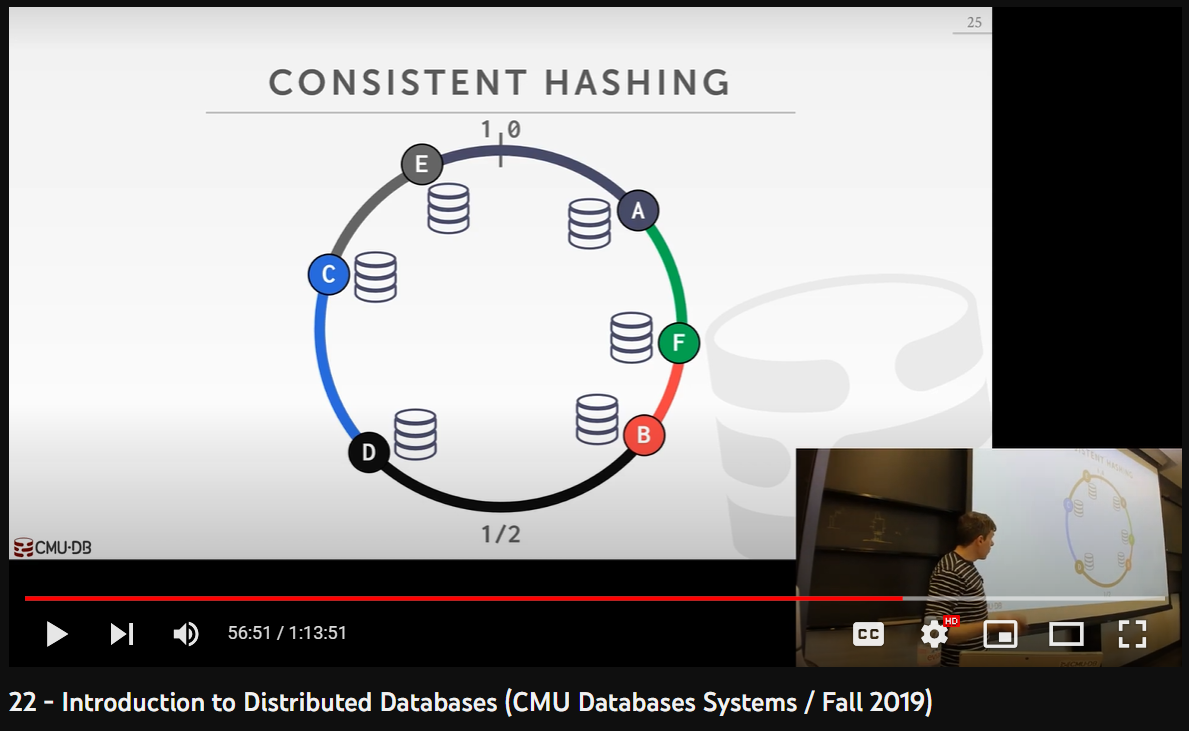 25
CONSISTENT HASHING
1 0
E
A
C
F
B
D
1/2
CMU·DB
56:51 / 1:13:51
CC
HD
22 - Introduction to Distributed Databases (CMU Databases Systems / Fall 2019)